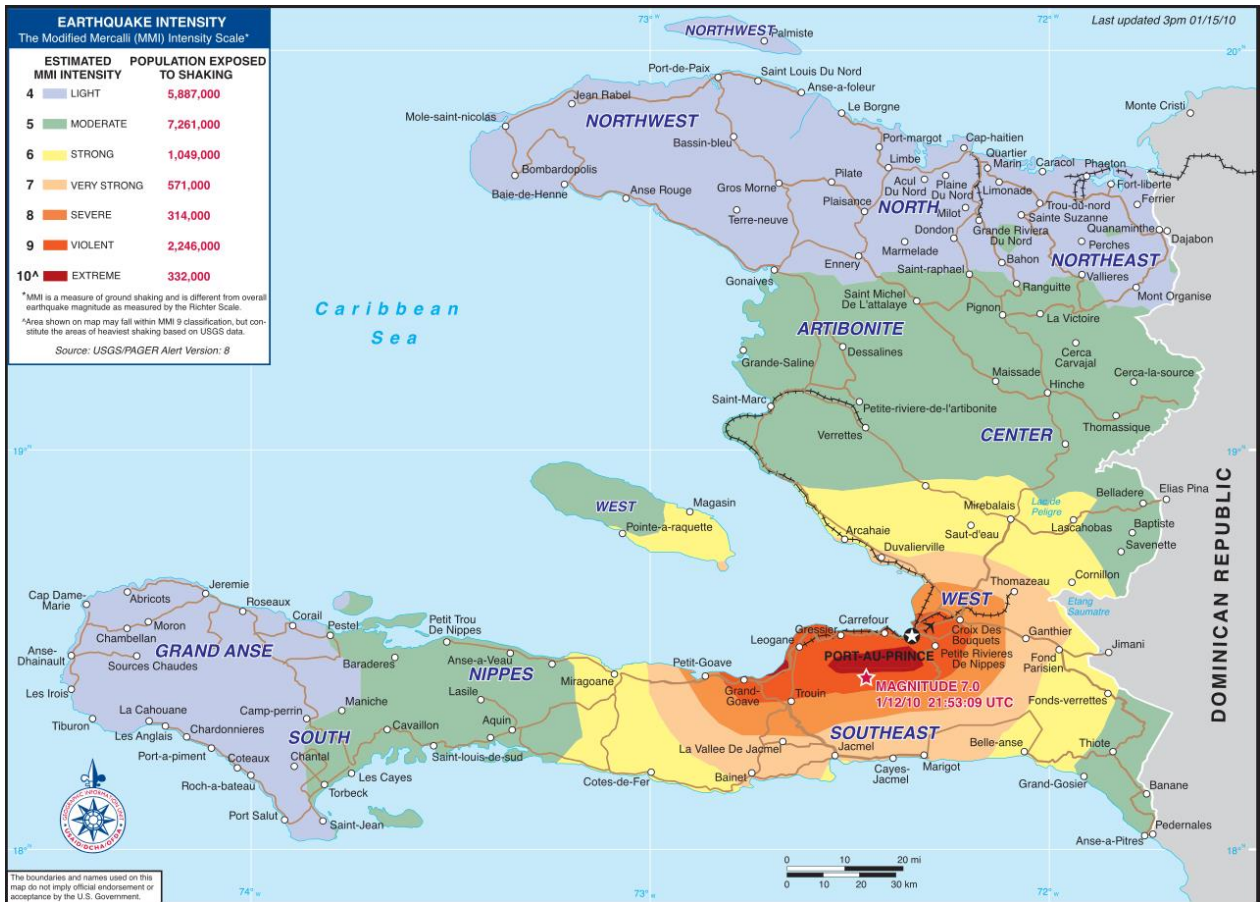 EARTHQUAKE INTENSITY
The Modified Mercalli (MMI) Intensity Scale*
ESTIMATED MMI INTENSITY
POPULATION EXPOSED TO SHAKING
4 LIGHT 5,887,000
5 MODERATE 7,261,000
6 STRONG 1,049,000
7 VERY STRONG 571,000
8 SEVERE 314,000
9 VIOLENT 2,246,000
10^ EXTREME 332,000
*MMI is a measure of ground shaking and is different from overall
earthquake magnitude as measured by the Richter Scale.
^Area shown on map may fall within MMI 9 classification, but con-
stitute the areas of heaviest shaking based on USGS data.
Source: USGS/PAGER Alert Version: 8
73°W
72°W
Last updated 3pm 01/15/10
20°N
NORTHWEST
Palmiste
Port-de-Paix
Saint Louis Du Nord
Anse-a-foleur
Jean Rabel
Le Borgne
Monte Cristi
Mole-saint-nicolas
NORTHWEST
Bassin-bleu
Port-margot
Cap-haitien
Limbe
Quartier
Marin
Caracol
Phaeton
Bombardopolis
Baie-de-Henne
Anse Rouge
Gros Morne
Pilate
Acul
Du Nord
Plaine
Du Nord
Limonade
Fort-liberte
Ferrier
Terre-neuve
Plaisance
NORTH
Milot
Trou-du-nord
Sainte Suzanne
Dondon
Grande Riviera
Du Nord
Quanaminthe
Perches
Dajabon
Marmelade
Bahon
NORTHEAST
Ennery
Saint-raphael
Vallieres
Gonaives
Ranguitte
Mont Organise
Saint Michel
De L'attalaye
Pignon
La Victoire
Caribbean
Sea
ARTIBONITE
Grande-Saline
Dessalines
Cerca
Carvajal
Maissade
Cerca-la-source
Hinche
Saint-Marc
Petite-riviere-de-l'artibonite
Thomassique
Verrettes
CENTER
19°N
19°N
WEST
Magasin
Pointe-a-raquette
Mirebalais
Lac de
Peligre
Belladere
Elias Pina
Lascahobas
Baptiste
Savenette
Arcahaie
Saut-d'eau
Duvalierville
Cornillon
Thomazeau
WEST
Etang
Saumatre
DOMINICAN REPUBLIC
Cap Dame-
Marie
Abricots
Jeremie
Roseaux
Corail
Pestel
Moron
Chambellan
Petit Trou
De Nippes
Leogane
Gressier
Carrefour
Croix Des
Bouquets
Ganthier
Jimani
Anse-
Dhainault
Sources Chaudes
GRAND ANSE
Baraderes
Anse-a-Veau
NIPPES
Petit-Goave
PORT-AU-PRINCE
Petite Rivieres
De Nippes
Fond
Parisien
Les Irois
Miragoane
Grand-
Goave
Trouin
MAGNITUDE 7.0
1/12/10 21:53:09 UTC
Fonds-verrettes
Tiburon
La Cahouane
Les Anglais
Chardonnieres
Camp-perrin
Maniche
Lasile
Cavaillon
Aquin
SOUTH
Saint-louis-de-sud
La Vallee De Jacmel
SOUTHEAST
Jacmel
Belle-anse
Thiote
Port-a-piment
Coteaux
Chantal
Les Cayes
Cayes-
Jacmel
Marigot
Roch-a-bateau
Torbeck
Cotes-de-Fer
Bainet
Grand-Gosier
Banane
Port Salut
Saint-Jean
Pedernales
Anse-a-Pitres
18°N
18°N
GEOGRAPHIC INFORMATION UNIT
USAID/DCHA/OFDA
0 10 20 mi
0 10 20 30 km
The boundaries and names used on this
map do not imply official endorsement or
acceptance by the U.S. Government.
74°W
73°W
72°W